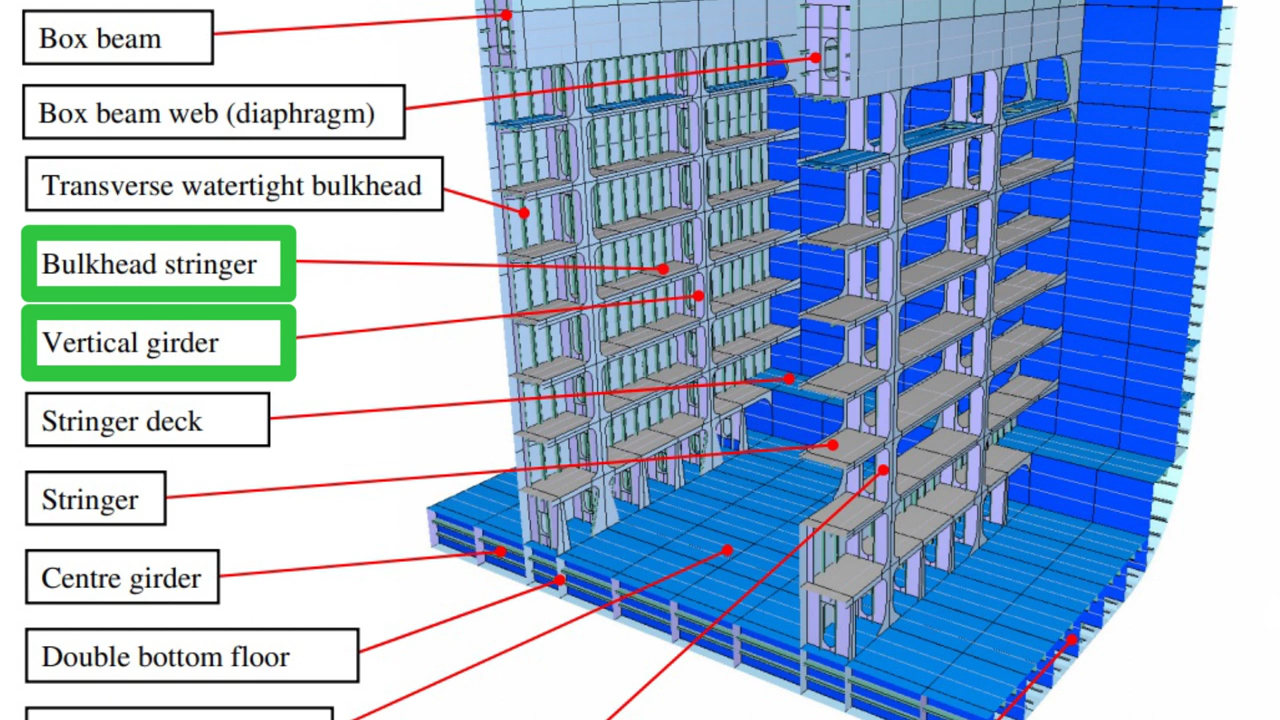 Box beam
Box beam web (diaphragm)
Transverse watertight bulkhead
Bulkhead stringer
Vertical girder
Stringer deck
Stringer
Centre girder
Double bottom floor